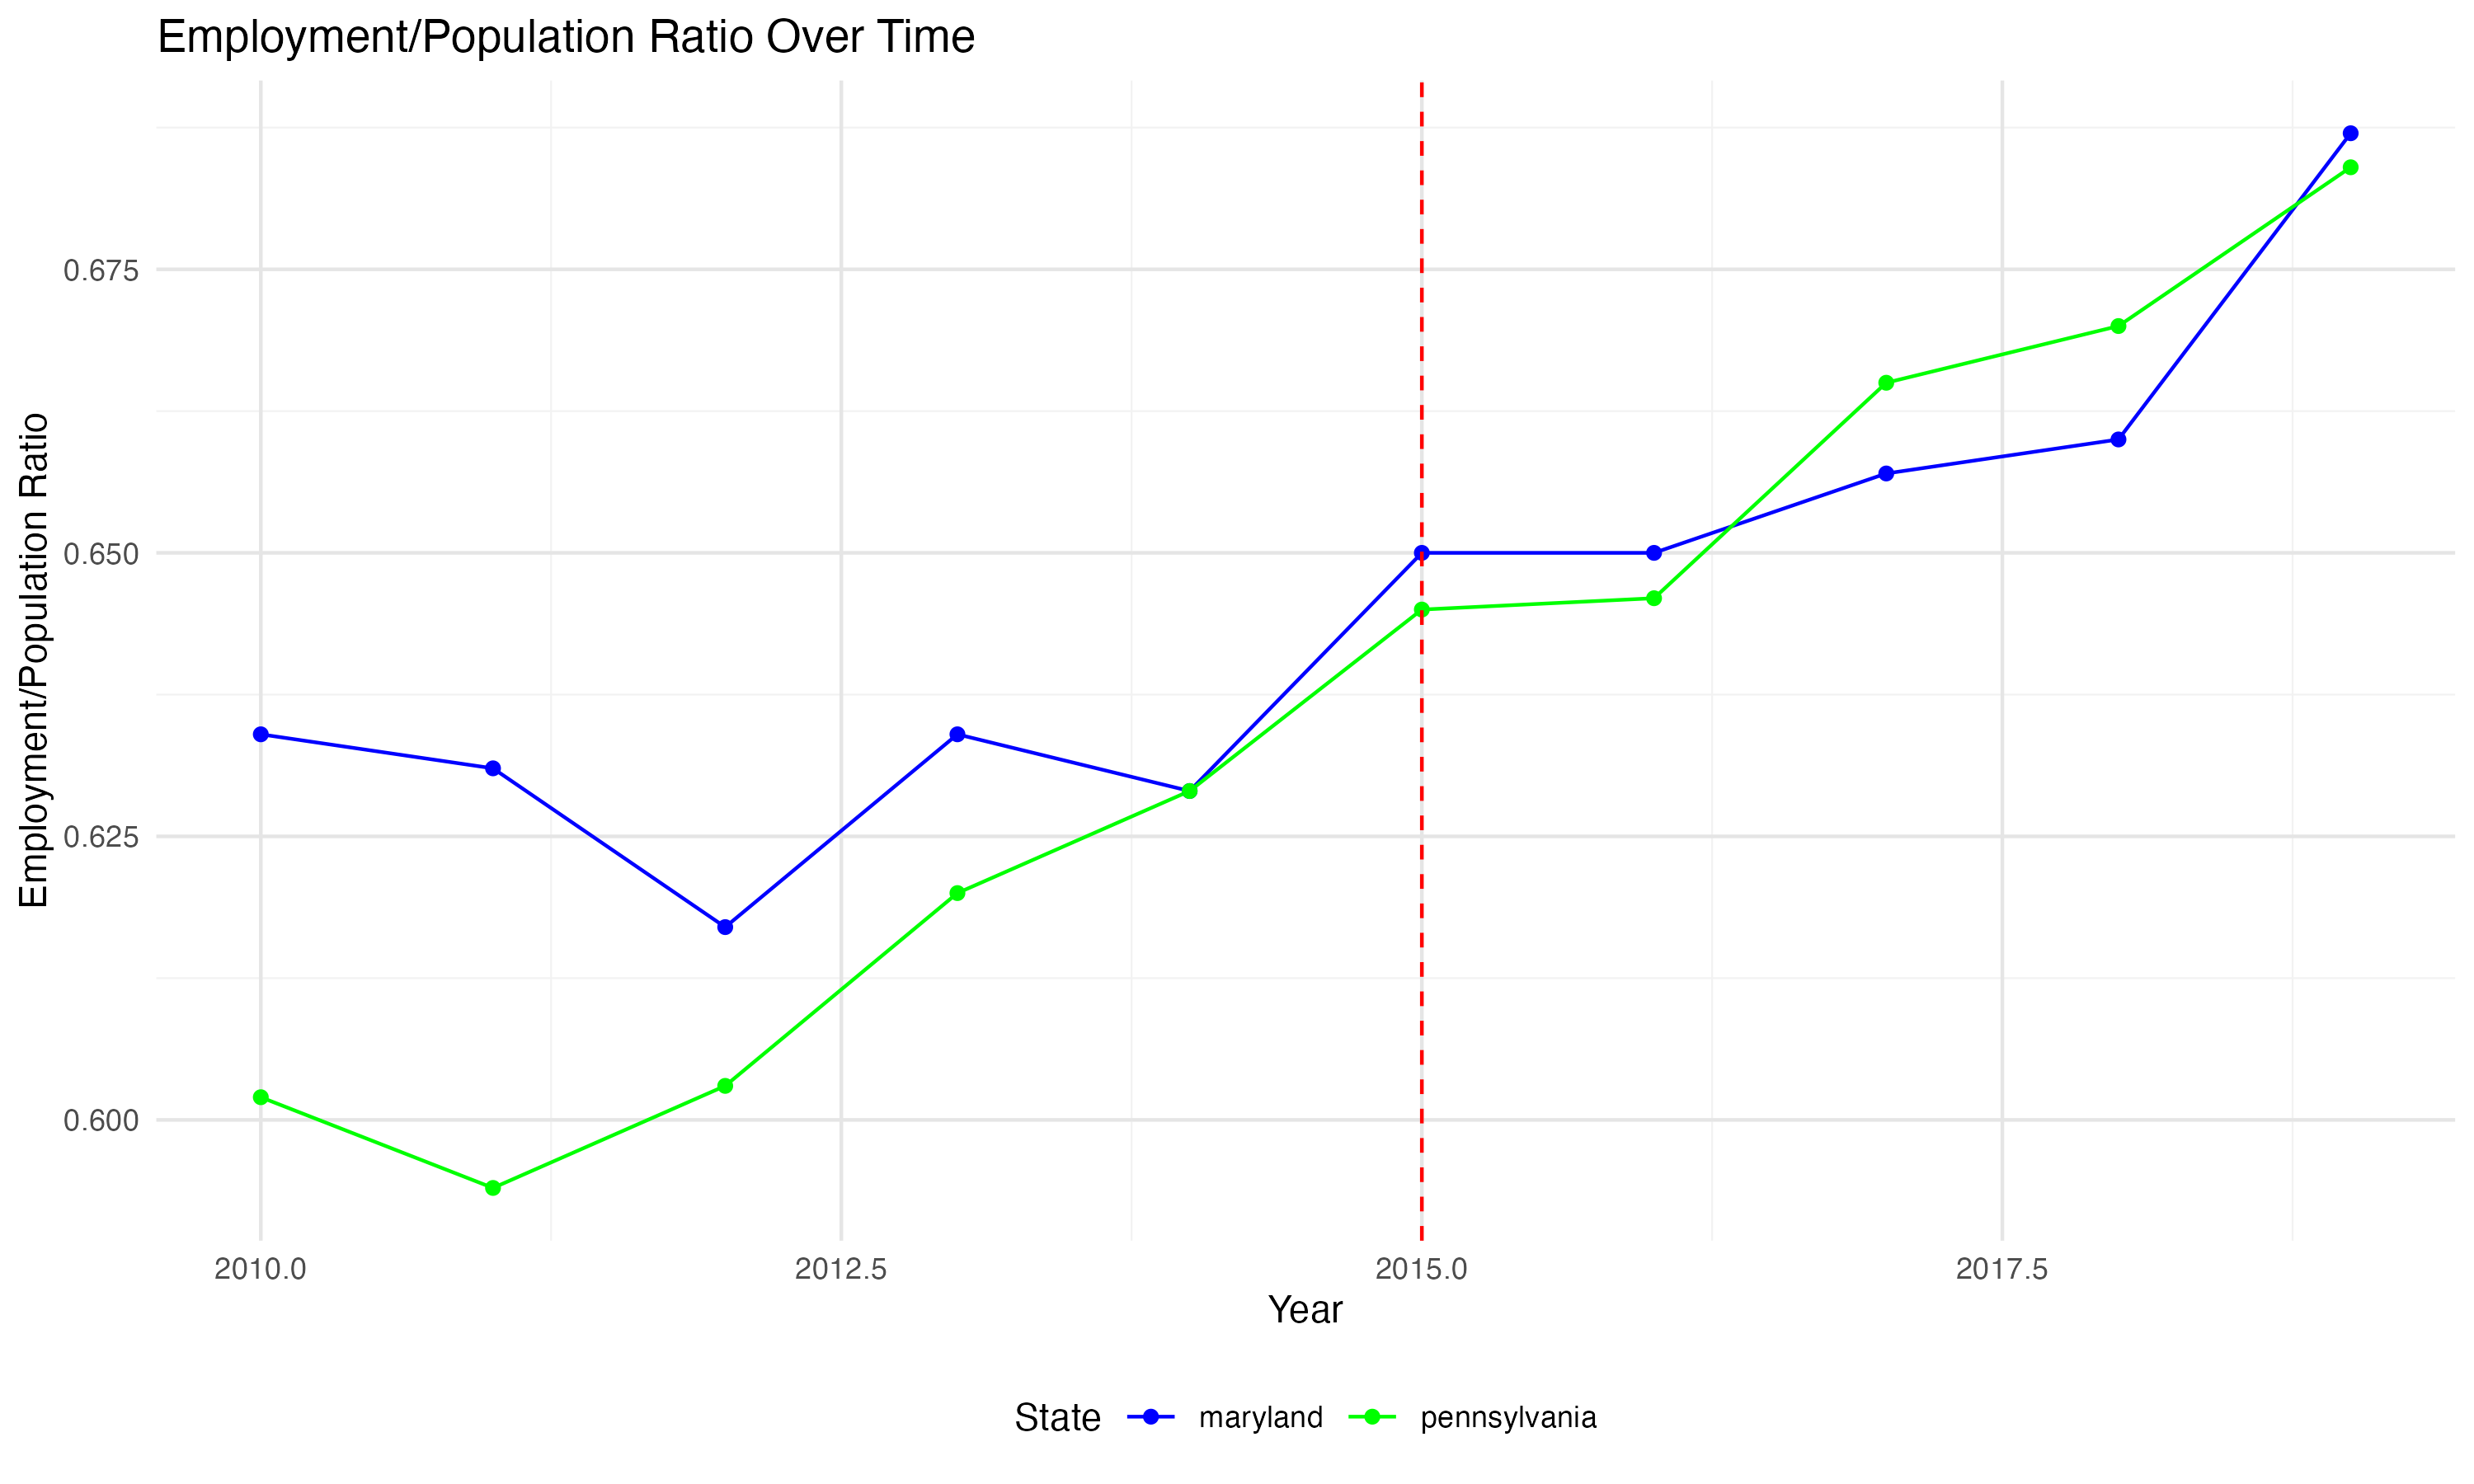 Employment/Population Ratio Over Time
Employment/Population Ratio
0.675
0.650
0.625
0.600
2010.0 2012.5 2015.0 2017.5
Year
State maryland pennsylvania